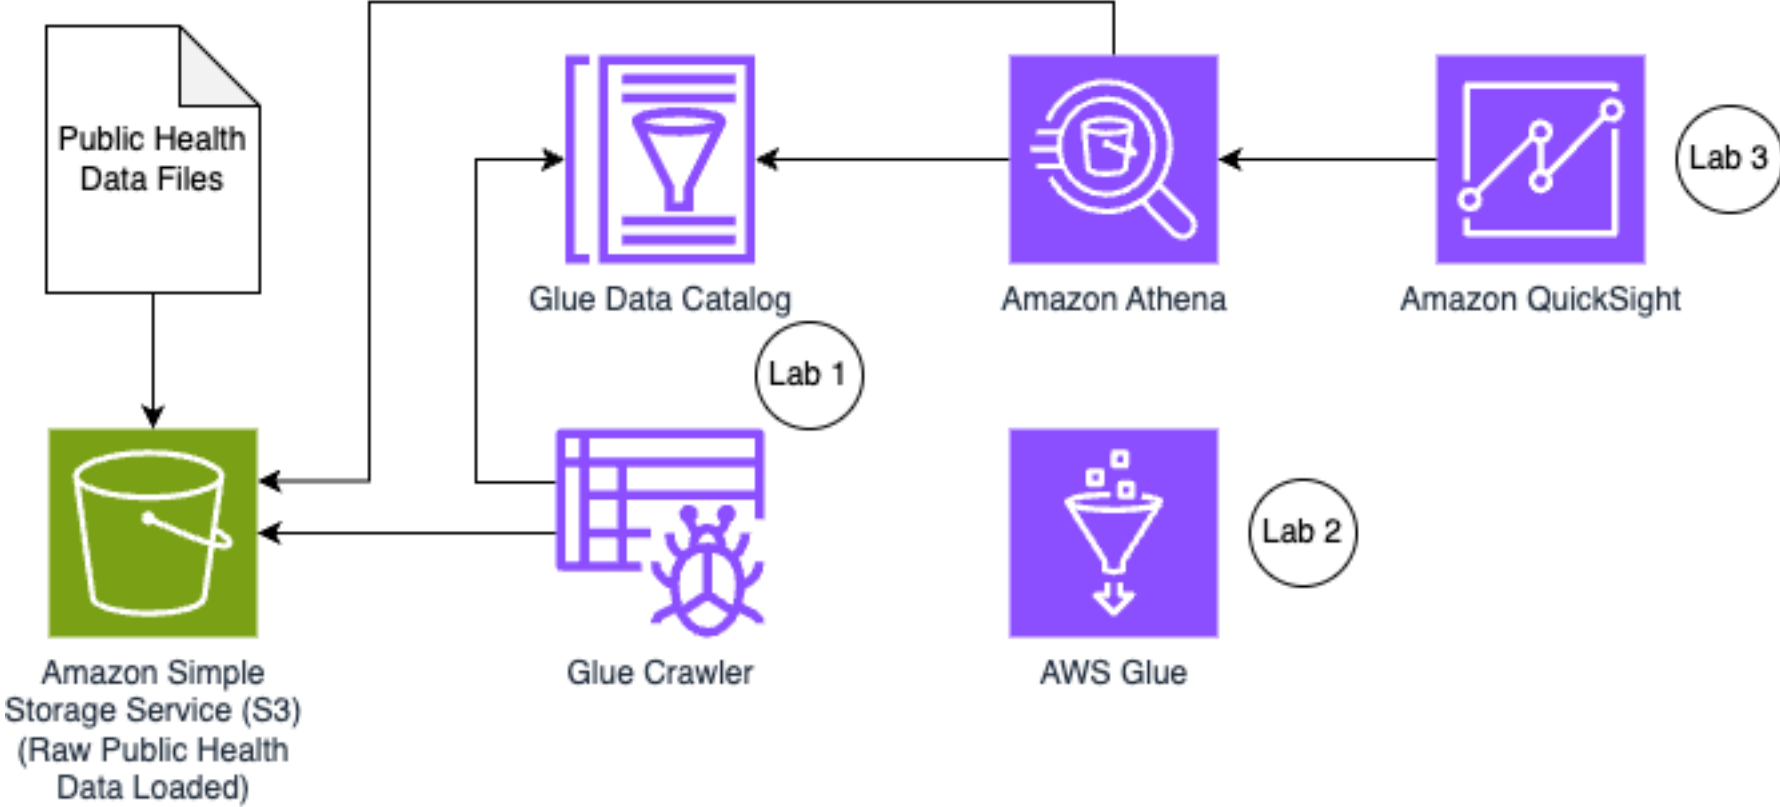 Public Health
Data Files
Glue Data Catalog
Amazon Athena
Amazon QuickSight
Lab 3
Lab 1
Lab 2
Amazon Simple
Storage Service (S3)
(Raw Public Health
Data Loaded)
Glue Crawler
AWS Glue